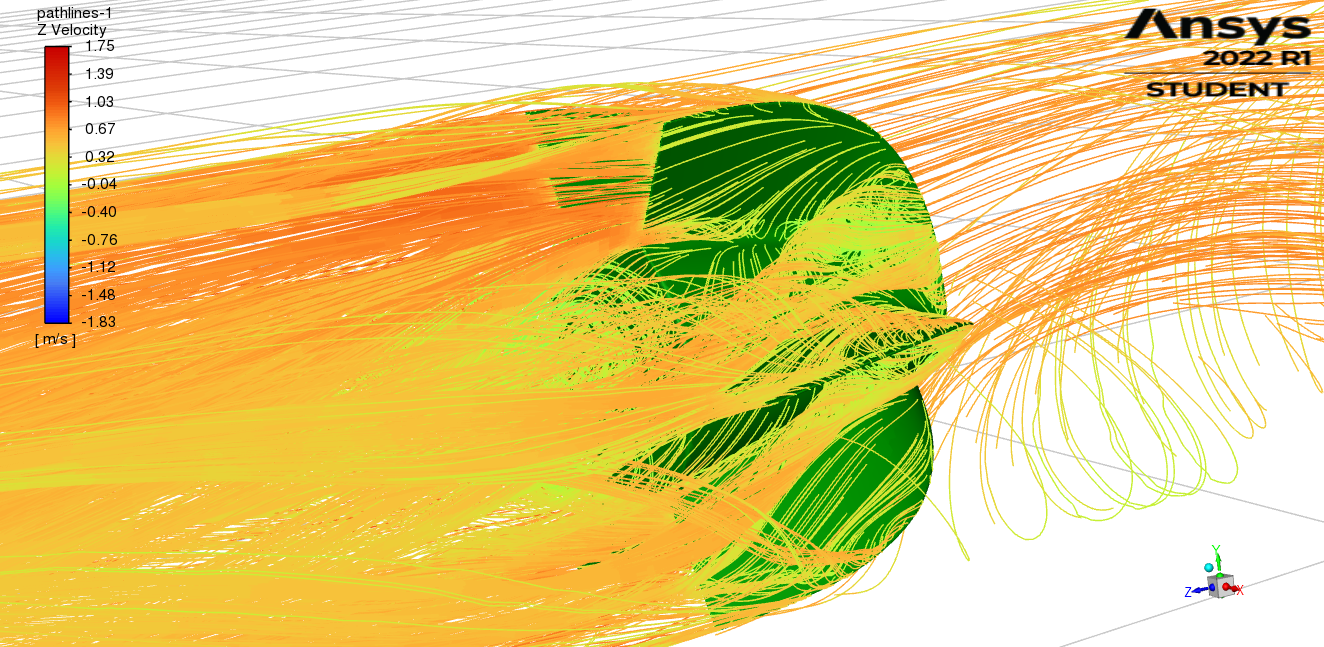 pathlines-1
Z Velocity
1.75
1.39
1.03
0.67
0.32
-0.04
-0.40
-0.76
-1.12
-1.48
-1.83
[ m/s ]
Ansys
2022 R1
STUDENT
Y
Z
X